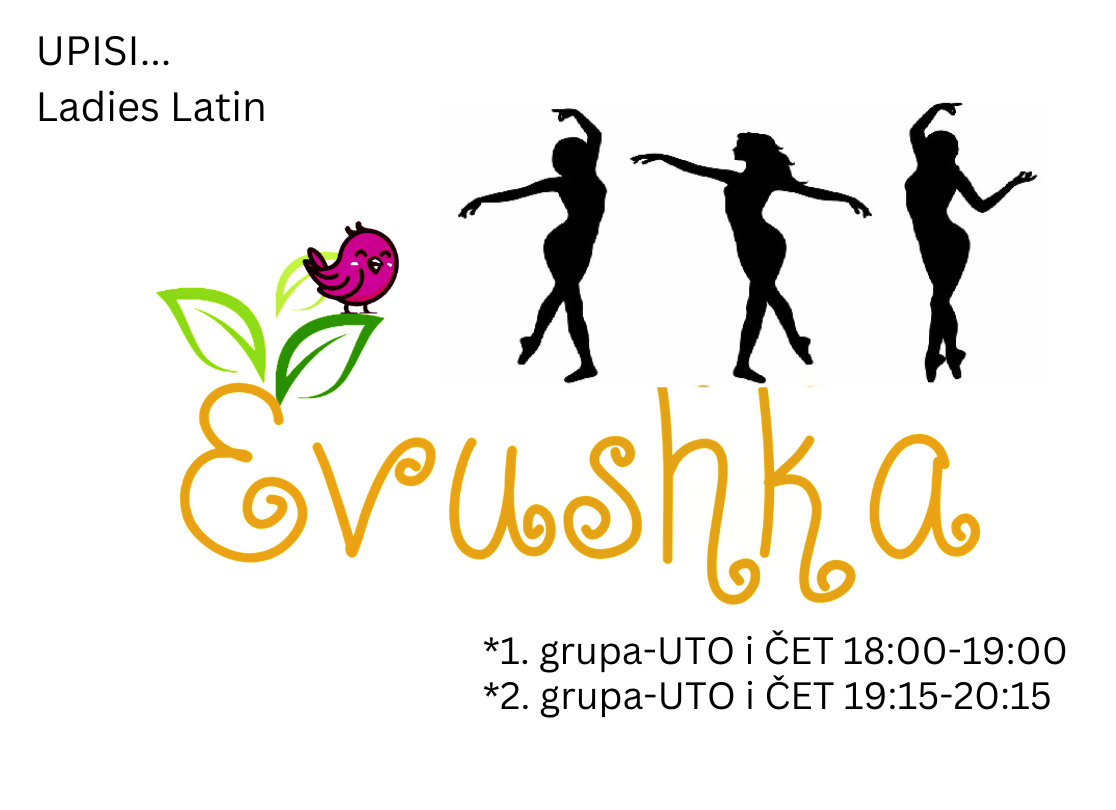 UPISI...
Ladies Latin
Evushka
*1. grupa-UTO i ČET 18:00-19:00
*2. grupa-UTO i ČET 19:15-20:15